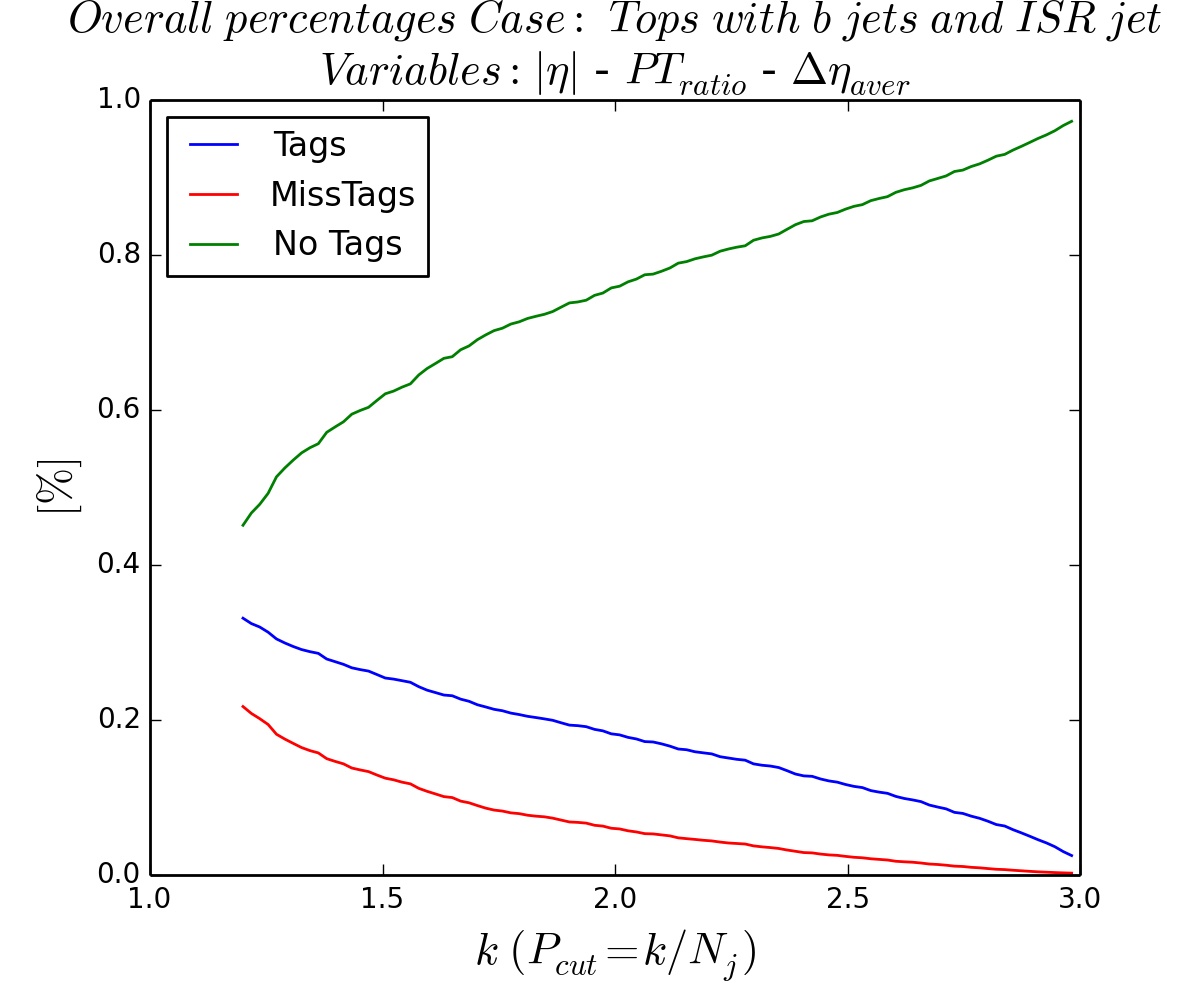 Overall percentages Case: Tops with b jets and ISR jet
Variables: |η| - PT_ratio - Δη_aver
1.0
Tags
MissTags
No Tags
0.8
0.6
[%]
0.4
0.2
0.0
1.0 1.5 2.0 2.5 3.0
k (P_cut = k/N_j)